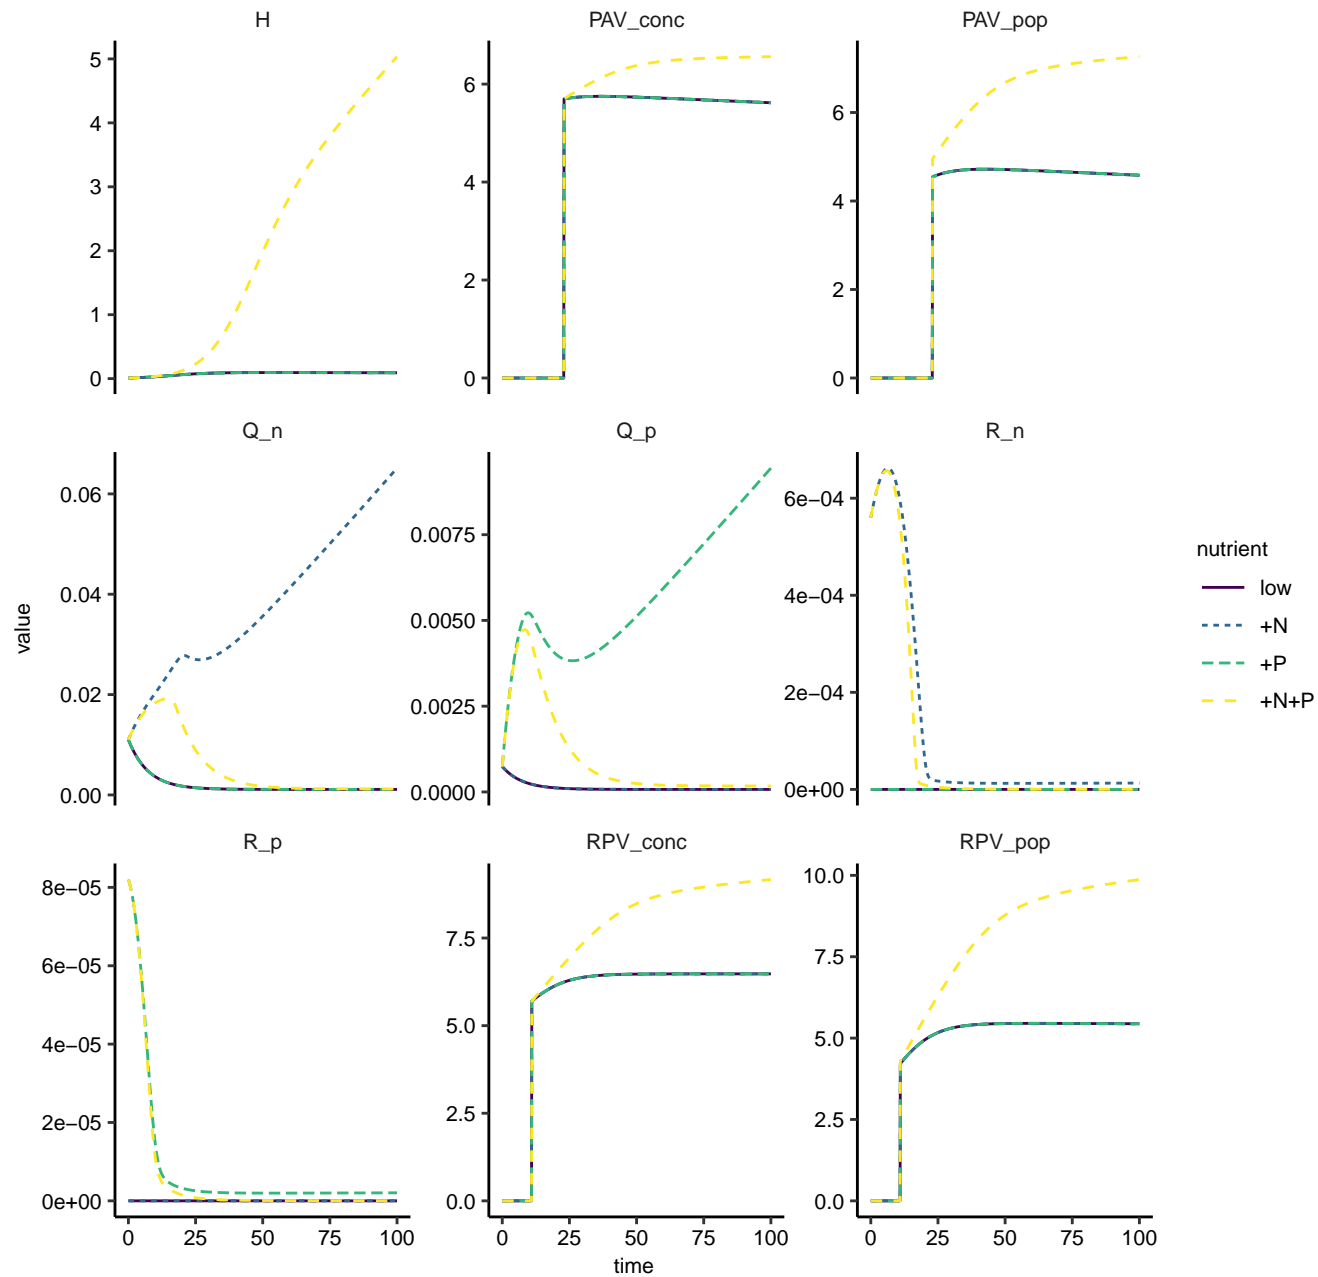 H
PAV_conc
PAV_pop
5
4
3
2
1
0
6
4
2
0
6
4
2
0
Q_n
Q_p
R_n
0.06
0.04
0.02
0.00
0.0075
0.0050
0.0025
0.0000
6e−04
4e−04
2e−04
0e+00
R_p
RPV_conc
RPV_pop
8e−05
6e−05
4e−05
2e−05
0e+00
7.5
5.0
2.5
0.0
10.0
7.5
5.0
2.5
0.0
0 25 50 75 100
0 25 50 75 100
0 25 50 75 100
time
value
nutrient
low
+N
+P
+N+P